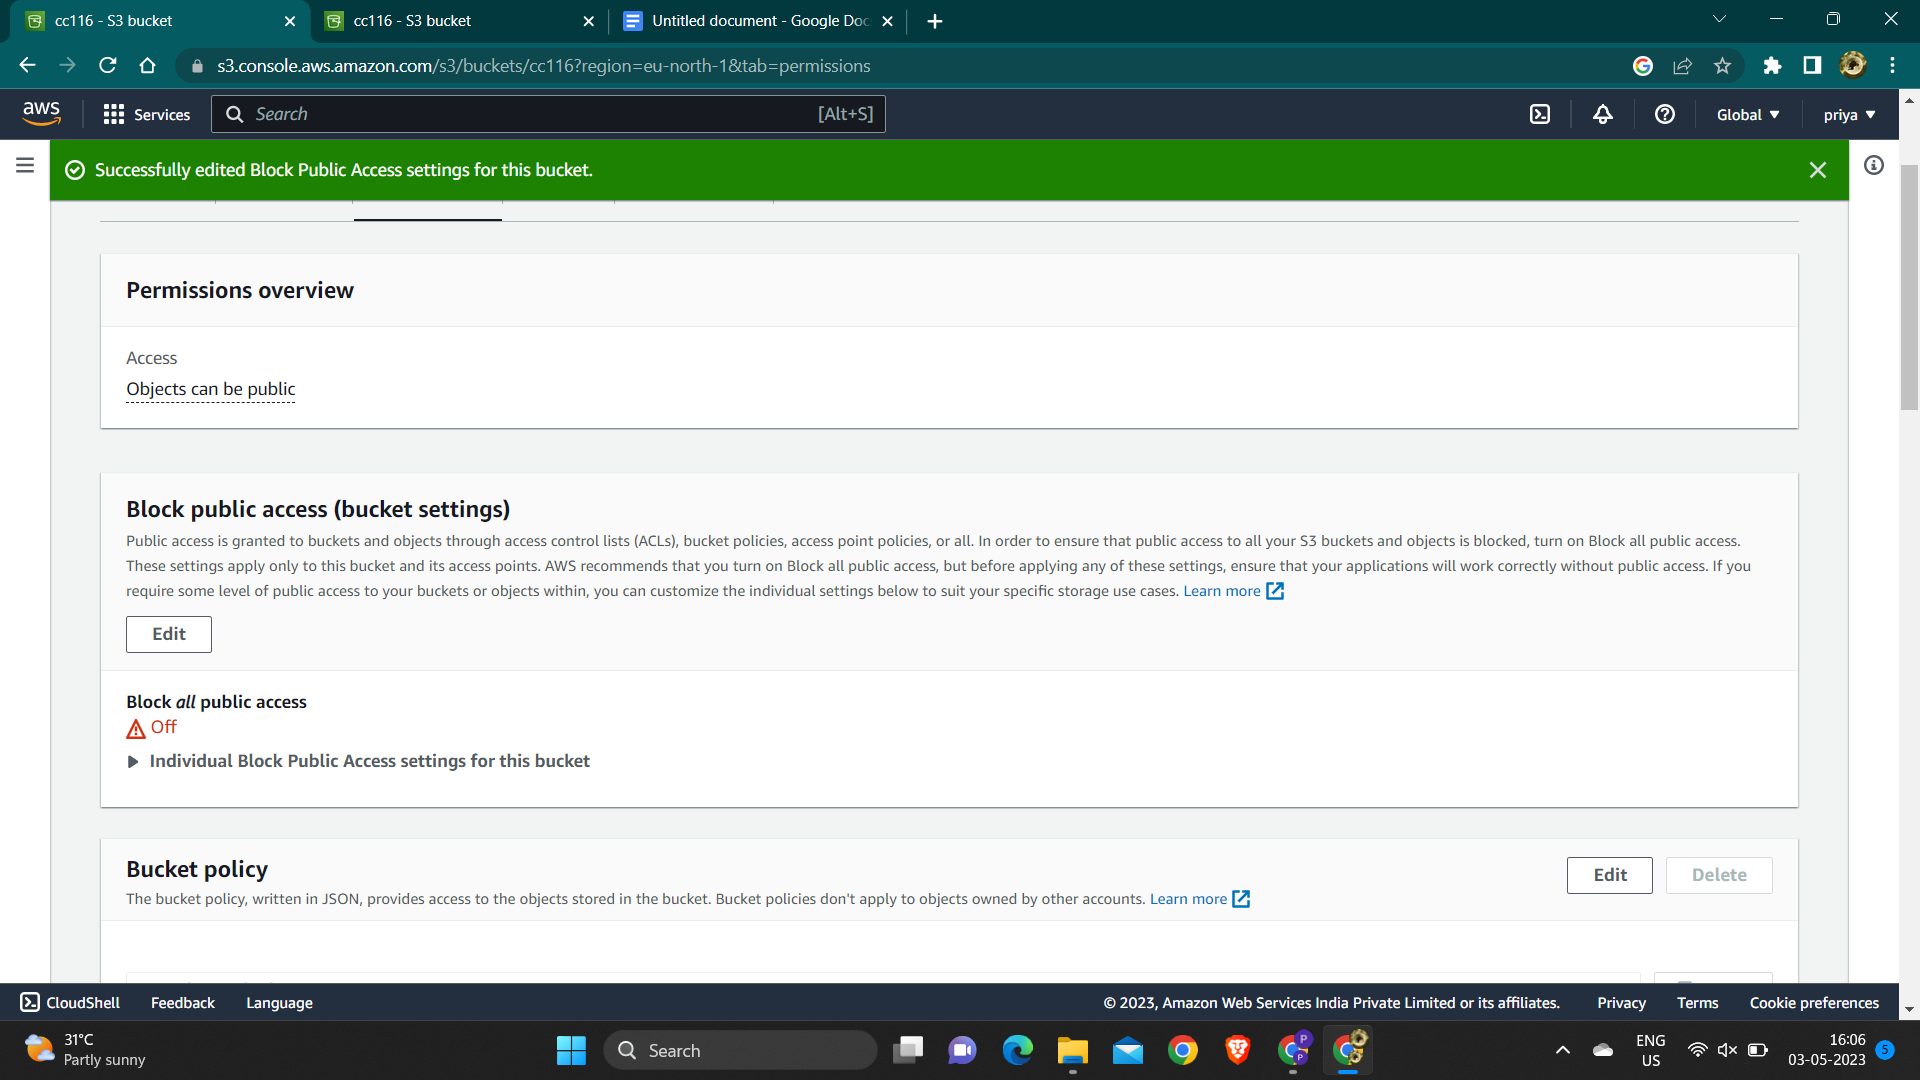 cc116 - S3 bucket
cc116 - S3 bucket
Untitled document - Google Doc
s3.console.aws.amazon.com/s3/buckets/cc116?region=eu-north-1&tab=permissions
aws
Services
Search
[Alt+S]
Global
priya
Successfully edited Block Public Access settings for this bucket.
Permissions overview
Access
Objects can be public
Block public access (bucket settings)
Public access is granted to buckets and objects through access control lists (ACLs), bucket policies, access point policies, or all. In order to ensure that public access to all your S3 buckets and objects is blocked, turn on Block all public access.
These settings apply only to this bucket and its access points. AWS recommends that you turn on Block all public access, but before applying any of these settings, ensure that your applications will work correctly without public access. If you
require some level of public access to your buckets or objects within, you can customize the individual settings below to suit your specific storage use cases. Learn more
Edit
Block all public access
Off
Individual Block Public Access settings for this bucket
Bucket policy
Edit
Delete
The bucket policy, written in JSON, provides access to the objects stored in the bucket. Bucket policies don't apply to objects owned by other accounts. Learn more
CloudShell
Feedback
Language
© 2023, Amazon Web Services India Private Limited or its affiliates.
Privacy
Terms
Cookie preferences
31°C
Partly sunny
Search
P
P
ENG
US
16:06
03-05-2023
5